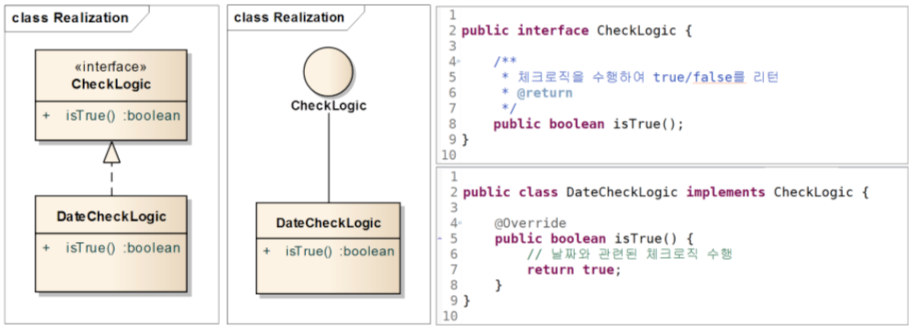 class Realization
«interface»
CheckLogic
+ isTrue() :boolean
DateCheckLogic
+ isTrue() :boolean
class Realization
CheckLogic
DateCheckLogic
+ isTrue() :boolean
1
2 public interface CheckLogic {
3
4 /**
5 * 체크로직을 수행하여 true/false를 리턴
6 * @return
7 */
8 public boolean isTrue();
9 }
10
1
2 public class DateCheckLogic implements CheckLogic {
3
4 @Override
5 public boolean isTrue() {
6 // 날짜와 관련된 체크로직 수행
7 return true;
8 }
9 }
10